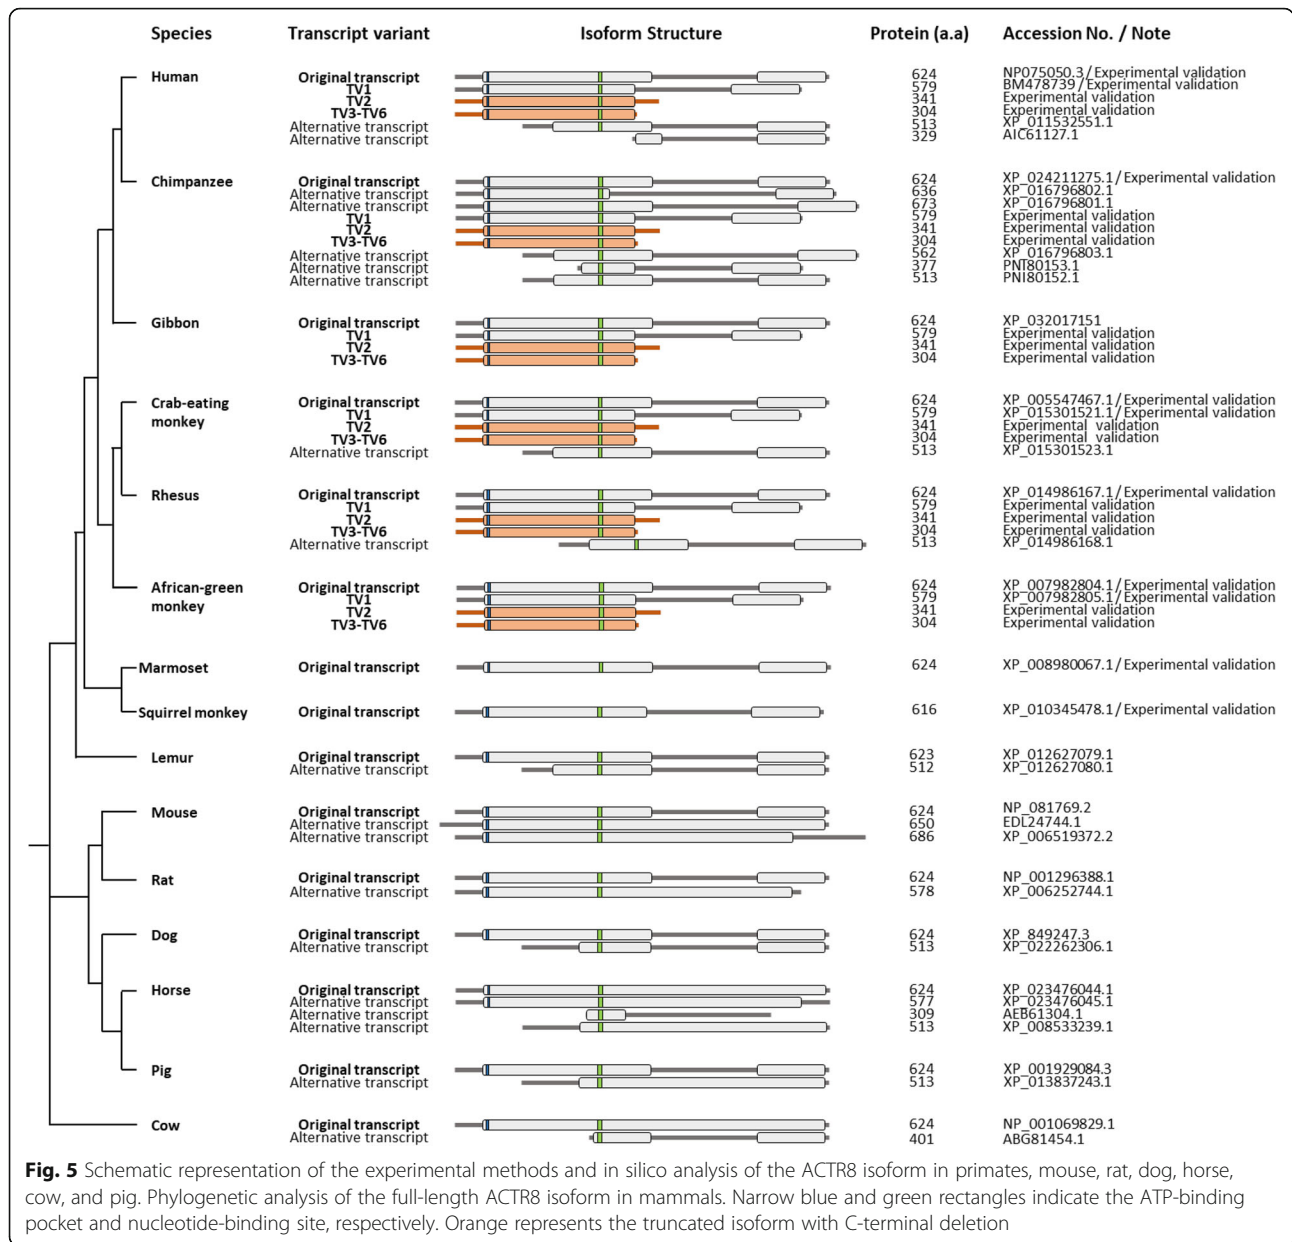 Species Transcript variant Isoform Structure Protein (a.a) Accession No. / Note
Human Original transcript 624 NP075050.3 / Experimental validation
TV1 579 BM478739 / Experimental validation
TV2 341 Experimental validation
TV3-TV6 304 Experimental validation
Alternative transcript 513 XP_011532551.1
Alternative transcript 329 AIC61127.1
Chimpanzee Original transcript 624 XP_024211275.1 / Experimental validation
Alternative transcript 636 XP_016796802.1
Alternative transcript 673 XP_016796801.1
TV1 579 Experimental validation
TV2 341 Experimental validation
TV3-TV6 304 Experimental validation
Alternative transcript 562 XP_016796803.1
Alternative transcript 377 PNI80153.1
Alternative transcript 513 PNI80152.1
Gibbon Original transcript 624 XP_032017151
TV1 579 Experimental validation
TV2 341 Experimental validation
TV3-TV6 304 Experimental validation
Crab-eating monkey Original transcript 624 XP_005547467.1 / Experimental validation
TV1 579 XP_015301521.1 / Experimental validation
TV2 341 Experimental validation
TV3-TV6 304 Experimental validation
Alternative transcript 513 XP_015301523.1
Rhesus Original transcript 624 XP_014986167.1 / Experimental validation
TV1 579 Experimental validation
TV2 341 Experimental validation
TV3-TV6 304 Experimental validation
Alternative transcript 513 XP_014986168.1
African-green monkey Original transcript 624 XP_007982804.1 / Experimental validation
TV1 579 XP_007982805.1 / Experimental validation
TV2 341 Experimental validation
TV3-TV6 304 Experimental validation
Marmoset Original transcript 624 XP_008980067.1 / Experimental validation
Squirrel monkey Original transcript 616 XP_010345478.1 / Experimental validation
Lemur Original transcript 623 XP_012627079.1
Alternative transcript 512 XP_012627080.1
Mouse Original transcript 624 NP_081769.2
Alternative transcript 650 EDL24744.1
Alternative transcript 686 XP_006519372.2
Rat Original transcript 624 NP_001296388.1
Alternative transcript 578 XP_006252744.1
Dog Original transcript 624 XP_849247.3
Alternative transcript 513 XP_022262306.1
Horse Original transcript 624 XP_023476044.1
Alternative transcript 577 XP_023476045.1
Alternative transcript 309 AEB61304.1
Alternative transcript 513 XP_008533239.1
Pig Original transcript 624 XP_001929084.3
Alternative transcript 513 XP_013837243.1
Cow Original transcript 624 NP_001069829.1
Alternative transcript 401 ABG81454.1
Fig. 5 Schematic representation of the experimental methods and in silico analysis of the ACTR8 isoform in primates, mouse, rat, dog, horse,
cow, and pig. Phylogenetic analysis of the full-length ACTR8 isoform in mammals. Narrow blue and green rectangles indicate the ATP-binding
pocket and nucleotide-binding site, respectively. Orange represents the truncated isoform with C-terminal deletion